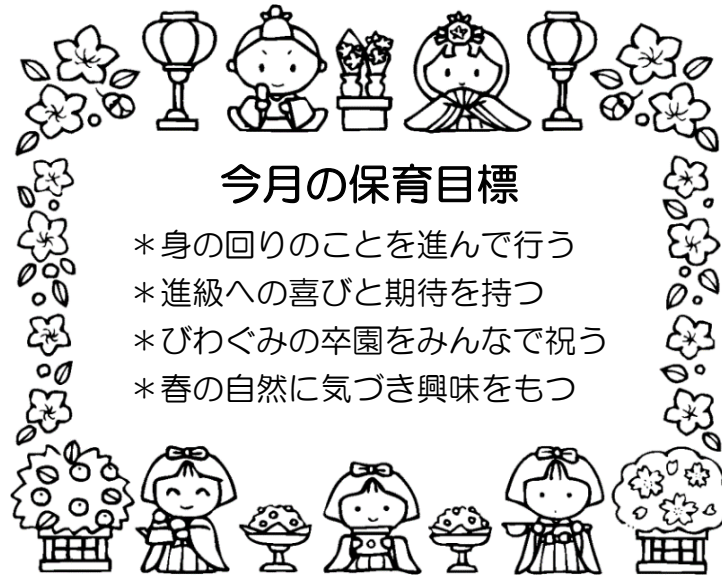 今月の保育目標
＊身の回りのことを進んで行う
＊進級への喜びと期待を持つ
＊びわぐみの卒園をみんなで祝う
＊春の自然に気づき興味をもつ